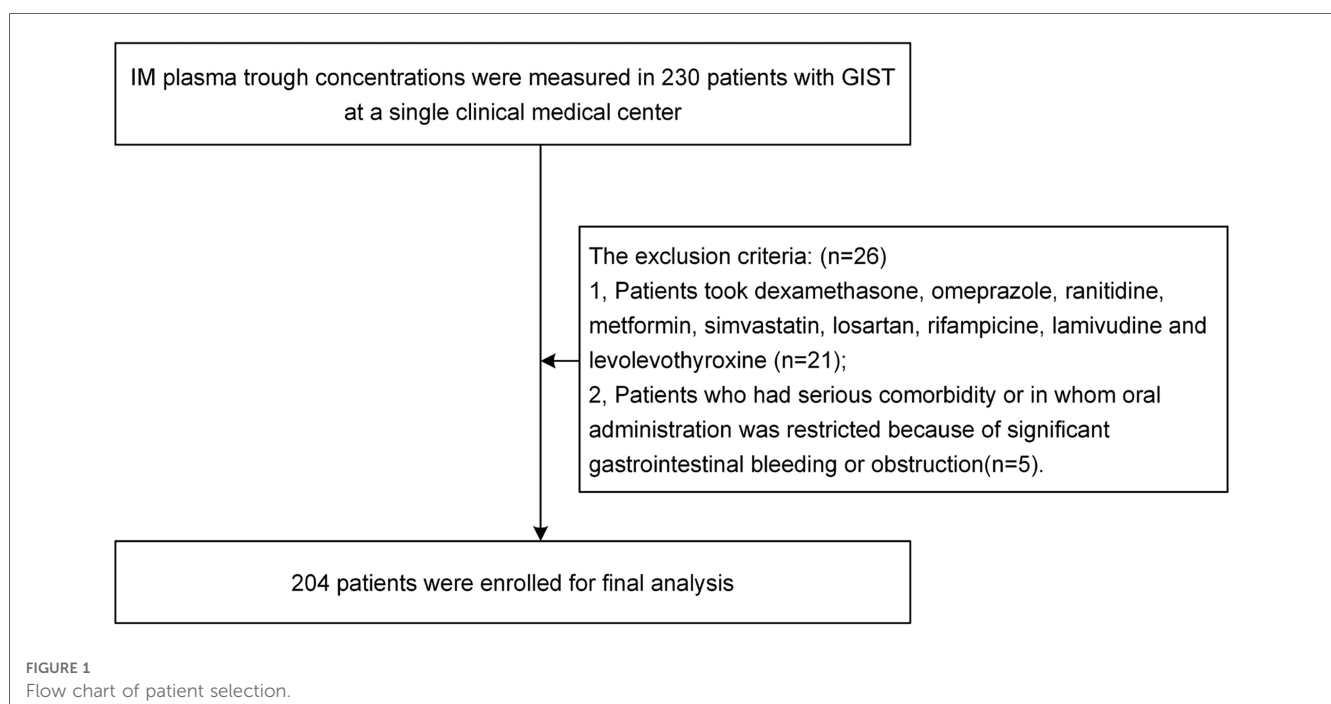 IM plasma trough concentrations were measured in 230 patients with GIST
at a single clinical medical center
The exclusion criteria: (n=26)
1, Patients took dexamethasone, omeprazole, ranitidine,
metformin, simvastatin, losartan, rifampicine, lamivudine and
levolevothyroxine (n=21);
2, Patients who had serious comorbidity or in whom oral
administration was restricted because of significant
gastrointestinal bleeding or obstruction(n=5).
204 patients were enrolled for final analysis
FIGURE 1
Flow chart of patient selection.